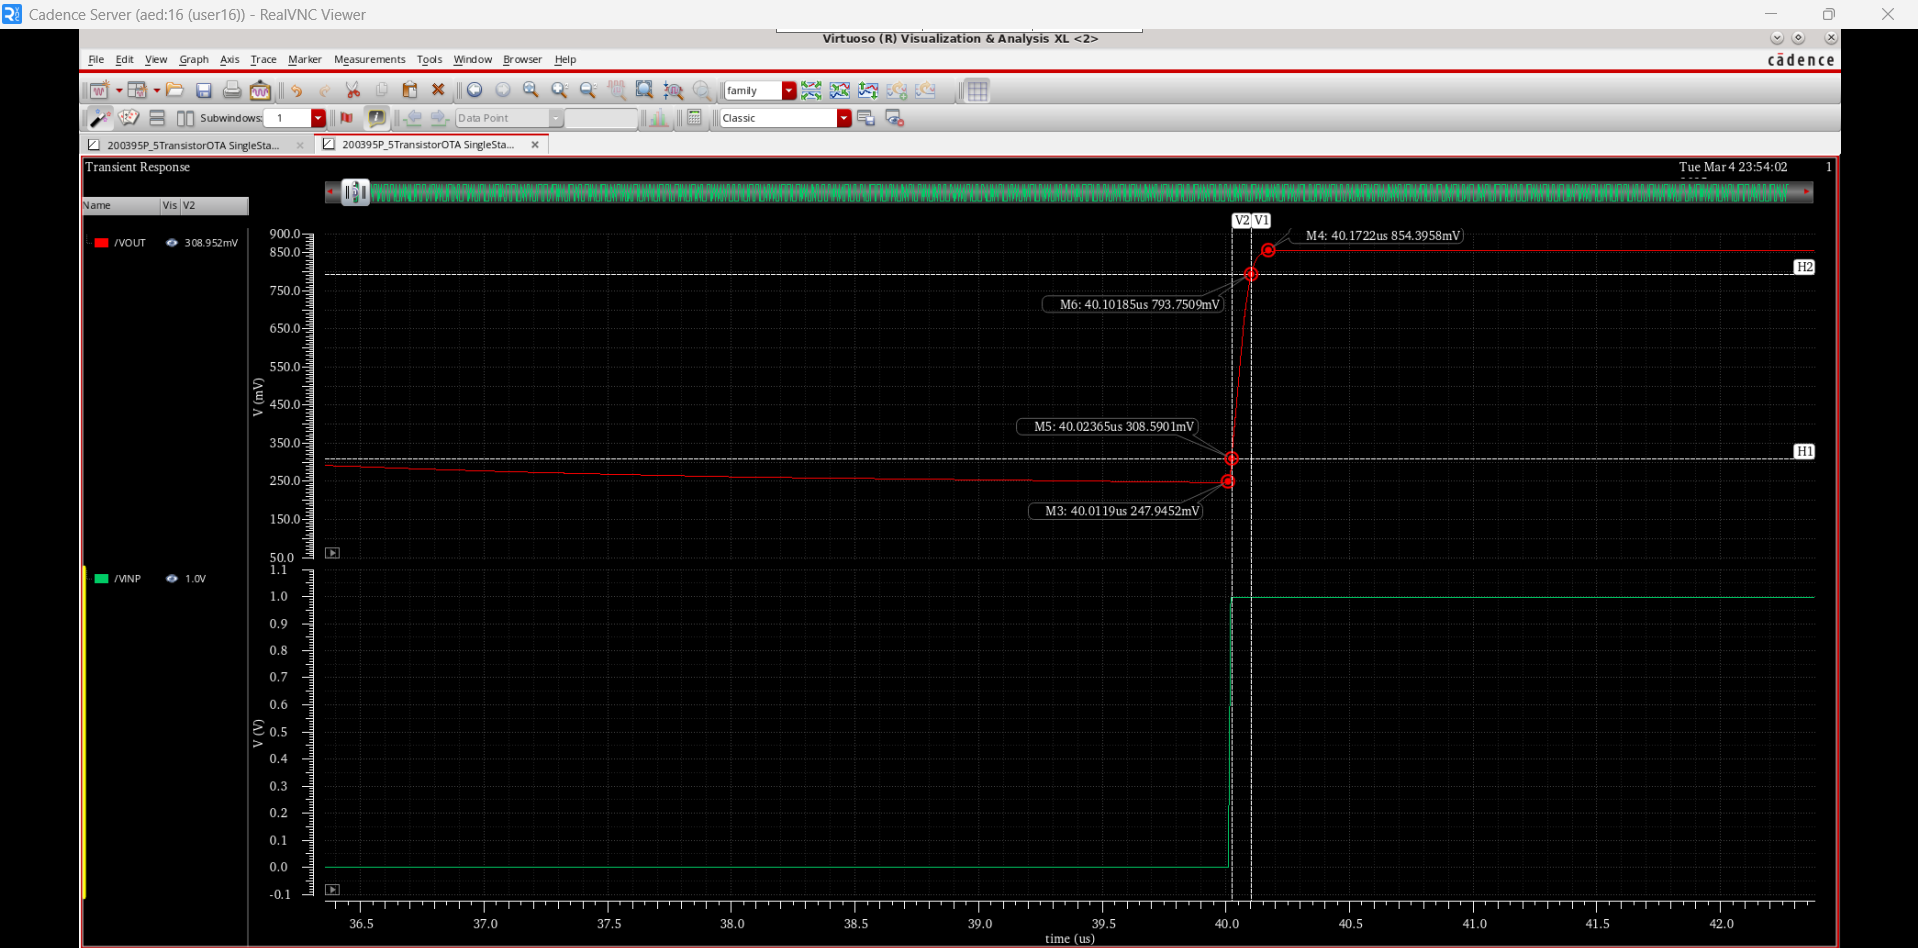 Cadence Server (aed:16 (user16)) - RealVNC Viewer
Virtuoso (R) Visualization & Analysis XL <2>
File Edit View Graph Axis Trace Marker Measurements Tools Window Browser Help
cādence
family
Subwindows: 1
Data Point
Classic
200395P_5TransistorOTA SingleSta...
200395P_5TransistorOTA SingleSta...
Transient Response
Tue Mar 4 23:54:02
1
Name Vis V2
/VOUT 308.952mV
V2 V1
900.0
850.0
750.0
650.0
550.0
450.0
350.0
250.0
150.0
50.0
V (mV)
M4: 40.1722us 854.3958mV
H2
M6: 40.10185us 793.7509mV
M5: 40.02365us 308.5901mV
H1
M3: 40.0119us 247.9452mV
/VINP 1.0V
1.1
1.0
0.9
0.8
0.7
0.6
0.5
0.4
0.3
0.2
0.1
0.0
-0.1
V (V)
36.5 37.0 37.5 38.0 38.5 39.0 39.5 40.0 40.5 41.0 41.5 42.0
time (us)